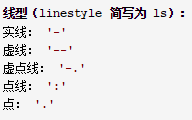 线型（linestyle 简写为 ls）:
实线： '-'
虚线： '--'
虚点线： '-.'
点线： ':'
点： '.'